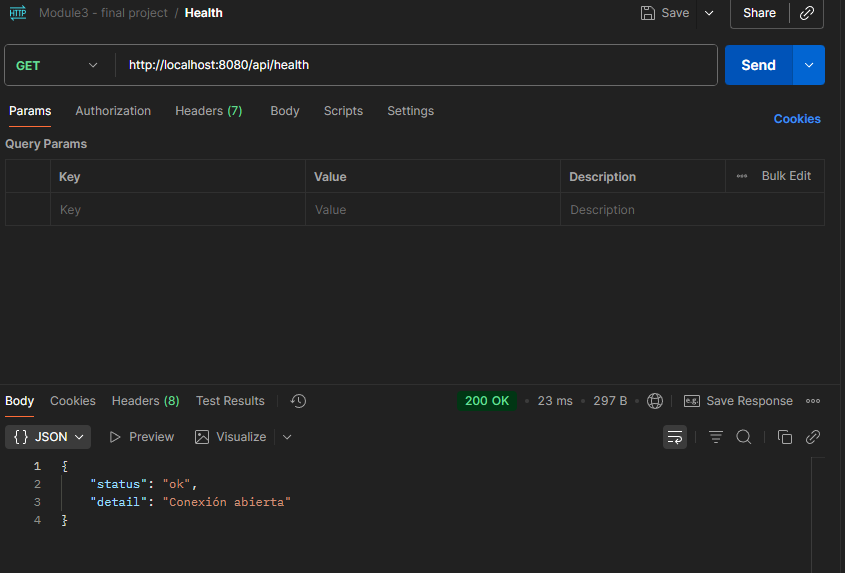 HTTP Module3 - final project / Health Save Share
GET http://localhost:8080/api/health Send
Params Authorization Headers (7) Body Scripts Settings Cookies
Query Params
Key Value Description ••• Bulk Edit
Key Value Description
Body Cookies Headers (8) Test Results 200 OK • 23 ms • 297 B • e.g. Save Response •••
{} JSON Preview Visualize
1 {
2 "status": "ok",
3 "detail": "Conexión abierta"
4 }